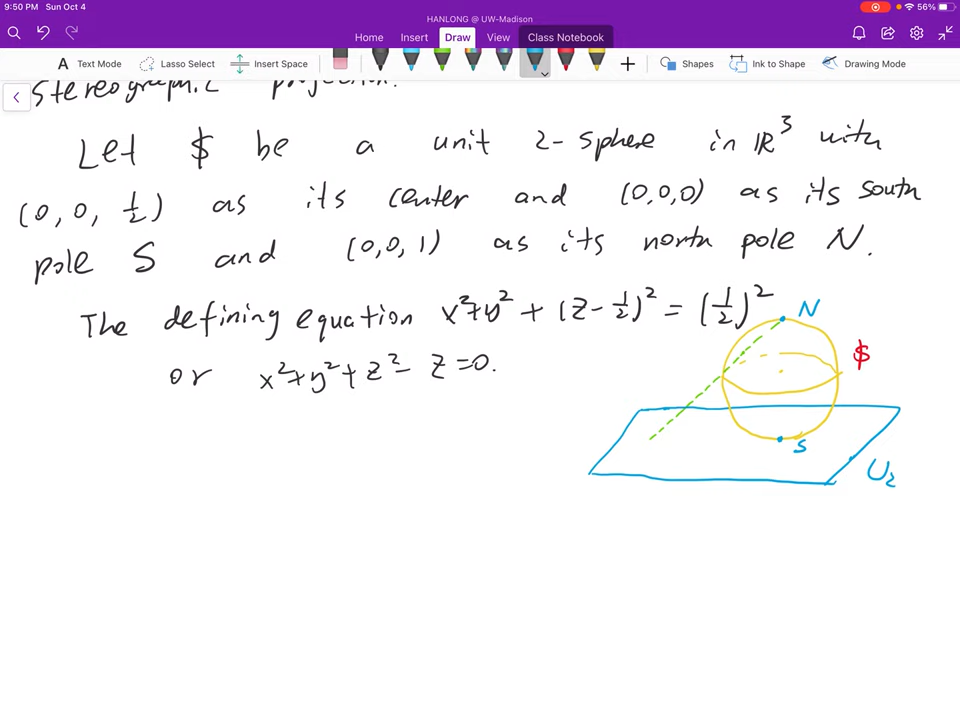 9:50 PM Sun Oct 4
56%
HANLONG @ UW-Madison
Home Insert Draw View Class Notebook
Text Mode Lasso Select Insert Space Shapes Ink to Shape Drawing Mode
stereographic projection.
Let $ be a unit 2-sphere in ℝ³ with
(0, 0, 1/2) as its center and (0,0,0) as its south
pole S and (0,0,1) as its north pole N.
The defining equation x²+y²+(z-1/2)²=(1/2)²
or x²+y²+z²-z=0.
N
$
S
U₂